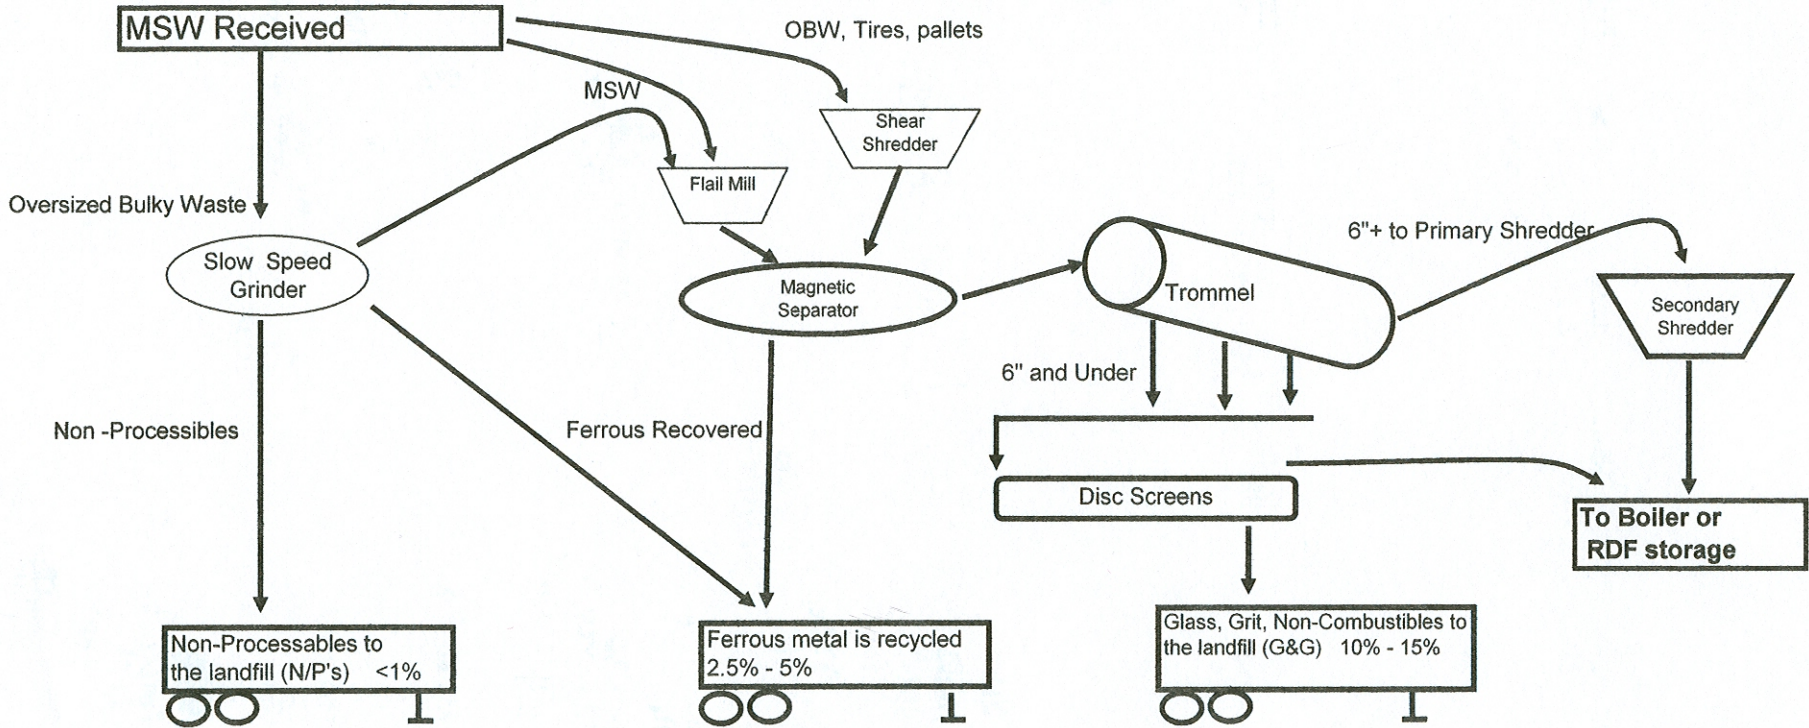 MSW Received
OBW, Tires, pallets
MSW
Shear
Shredder
Flail Mill
Oversized Bulky Waste
Slow Speed
Grinder
Magnetic
Separator
Trommel
6"+ to Primary Shredder
Secondary
Shredder
6" and Under
Non -Processibles
Ferrous Recovered
Disc Screens
To Boiler or
RDF storage
Non-Processables to
the landfill (N/P's) <1%
Ferrous metal is recycled
2.5% - 5%
Glass, Grit, Non-Combustibles to
the landfill (G&G) 10% - 15%